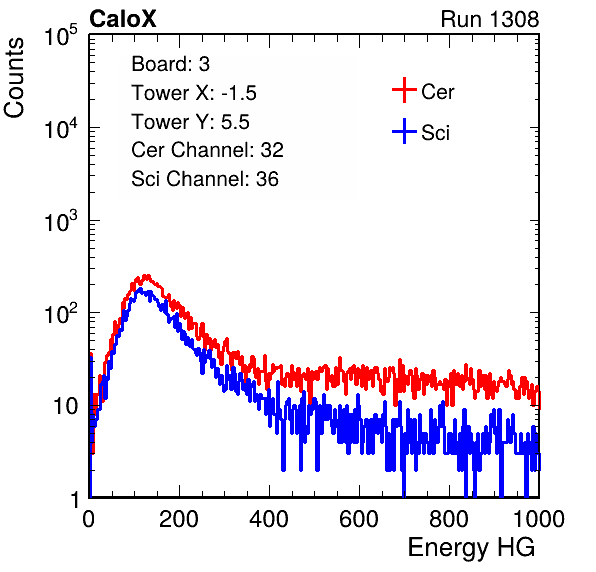 CaloX Run 1308
Counts
Board: 3
Tower X: -1.5
Tower Y: 5.5
Cer Channel: 32
Sci Channel: 36
Cer
Sci
10^5
10^4
10^3
10^2
10
1
0 200 400 600 800 1000
Energy HG